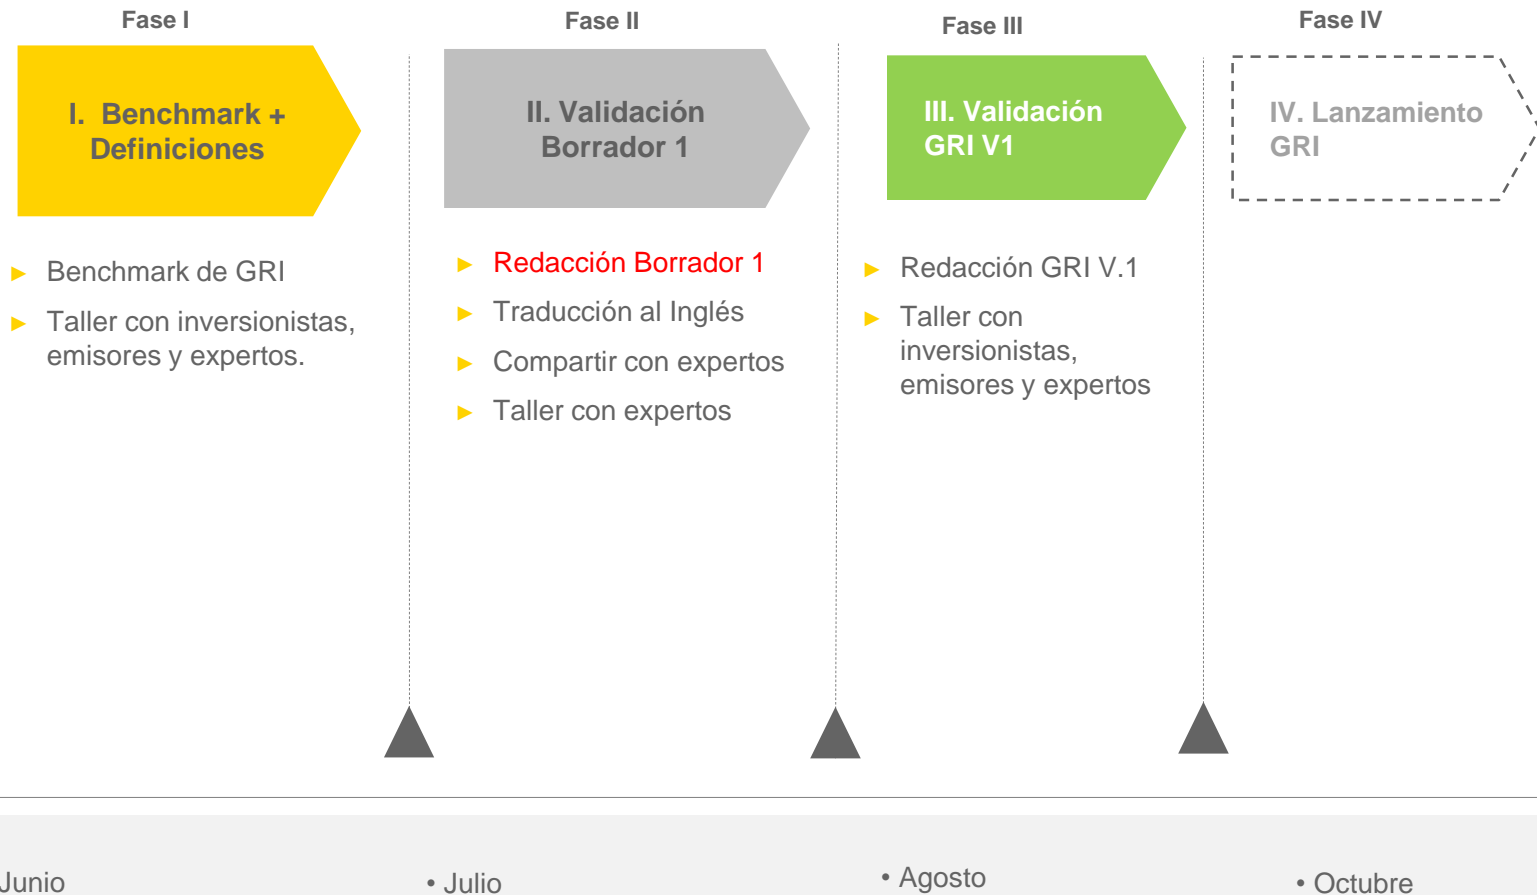 Fase I
I. Benchmark +
Definiciones
► Benchmark de GRI
► Taller con inversionistas,
emisores y expertos.
Fase II
II. Validación
Borrador 1
► Redacción Borrador 1
► Traducción al Inglés
► Compartir con expertos
► Taller con expertos
Fase III
III. Validación
GRI V1
► Redacción GRI V.1
► Taller con
inversionistas,
emisores y expertos
Fase IV
IV. Lanzamiento
GRI
Junio
• Julio
• Agosto
• Octubre